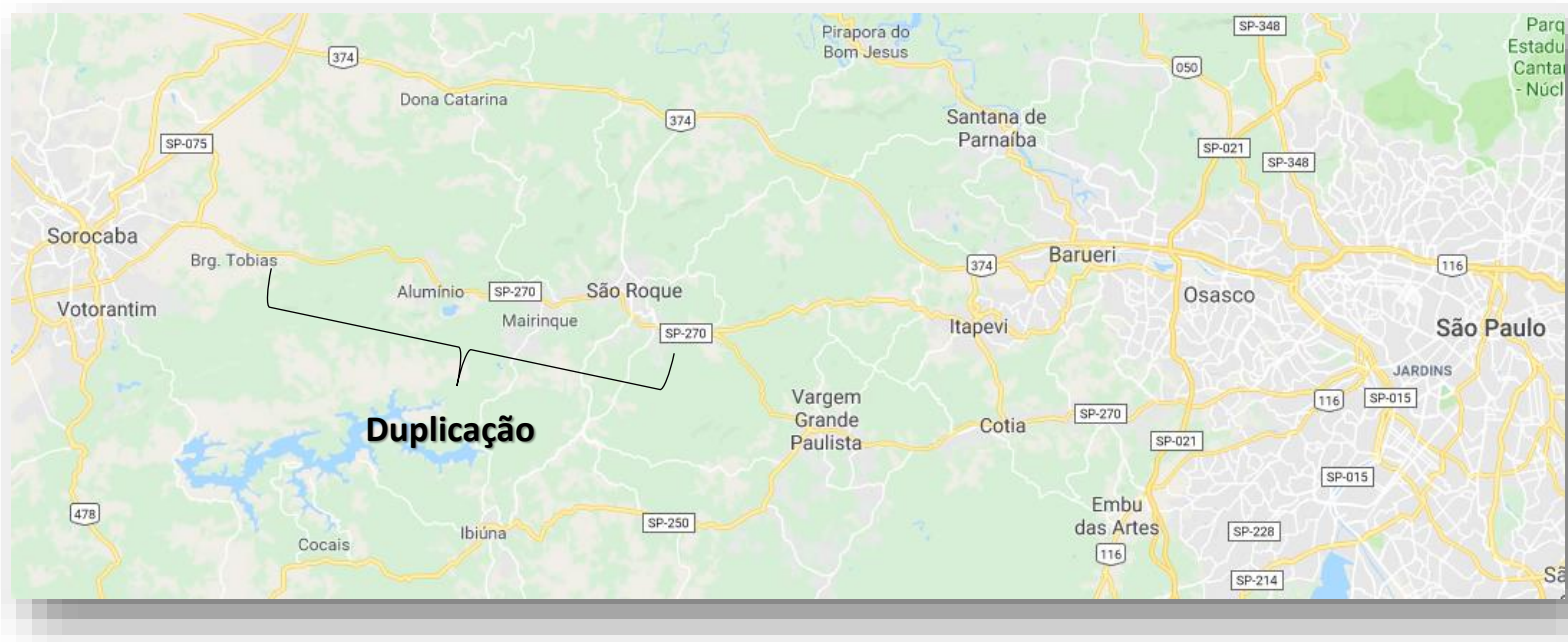 Pirapora do
Bom Jesus
SP-348
Parq
Estadu
Cantar
- Núcl
374
050
Dona Catarina
374
Santana de
Parnaíba
SP-075
SP-021
SP-348
Sorocaba
Brg. Tobias
Barueri
374
116
Alumínio
SP-270
São Roque
Osasco
Votorantim
Mairinque
SP-270
Itapevi
São Paulo
JARDINS
Vargem
Grande
Paulista
116
SP-015
Duplicação
Cotia
SP-270
SP-021
SP-015
478
Ibiúna
SP-250
Embu
das Artes
SP-228
Cocais
116
SP-214
Sã